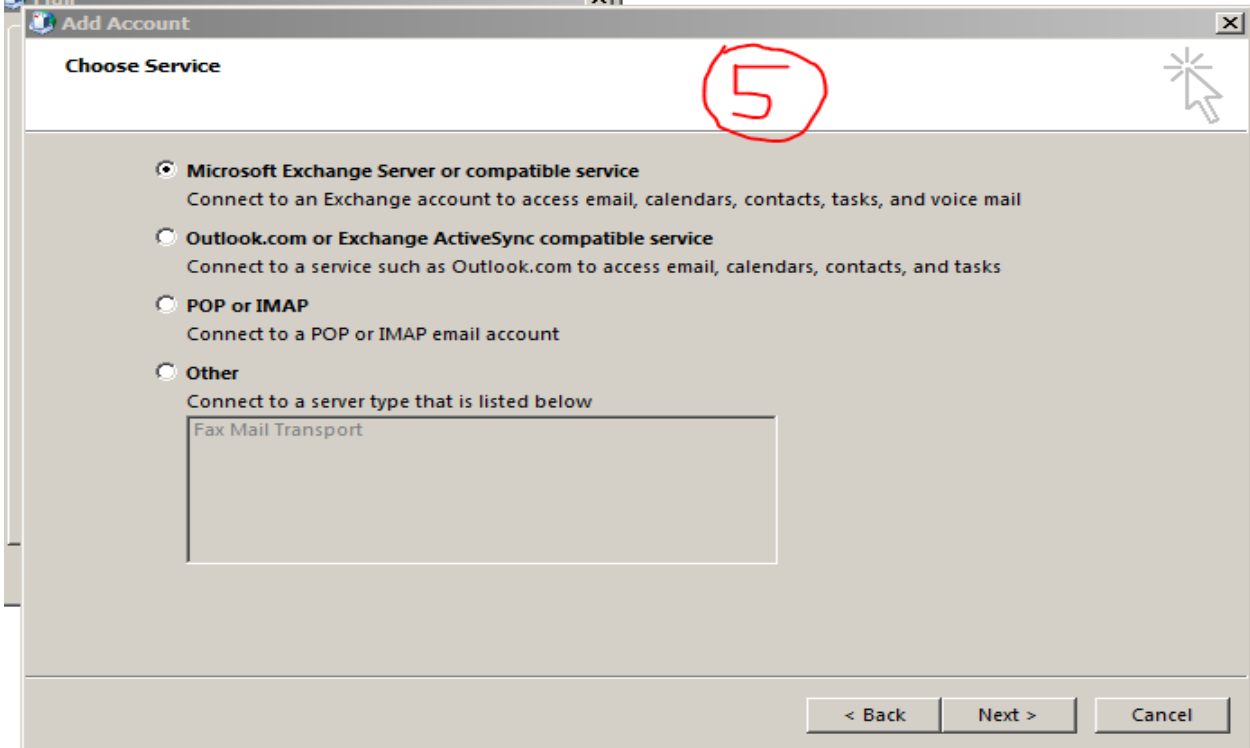 Add Account
Choose Service
5
Microsoft Exchange Server or compatible service
Connect to an Exchange account to access email, calendars, contacts, tasks, and voice mail
Outlook.com or Exchange ActiveSync compatible service
Connect to a service such as Outlook.com to access email, calendars, contacts, and tasks
POP or IMAP
Connect to a POP or IMAP email account
Other
Connect to a server type that is listed below
Fax Mail Transport
< Back Next > Cancel